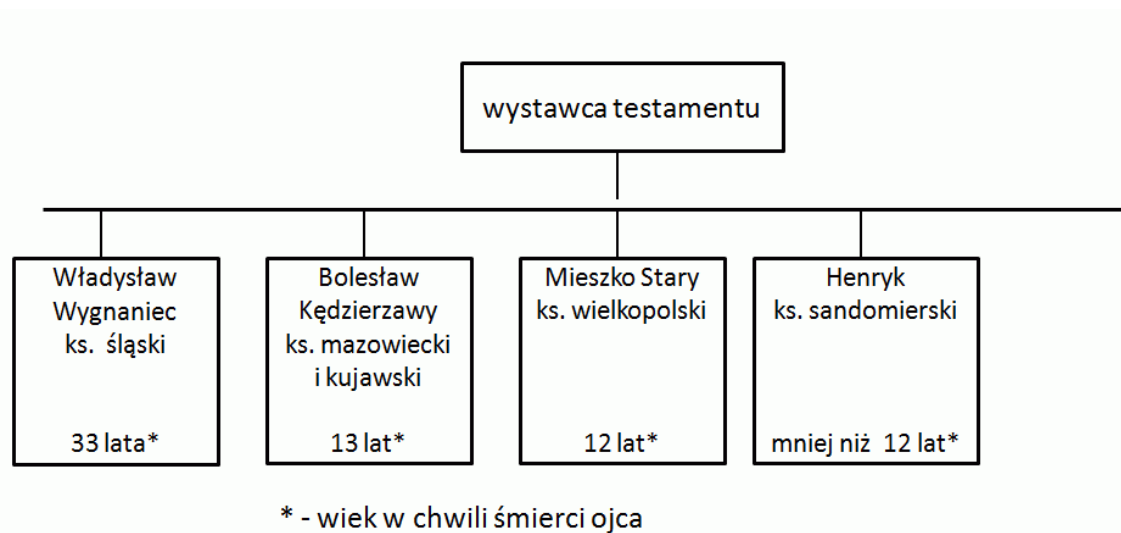 wystawca testamentu
Władysław
Wygnaniec
ks. śląski
33 lata*
Bolesław
Kędzierzawy
ks. mazowiecki
i kujawski
13 lat*
Mieszko Stary
ks. wielkopolski
12 lat*
Henryk
ks. sandomierski
mniej niż 12 lat*
* - wiek w chwili śmierci ojca